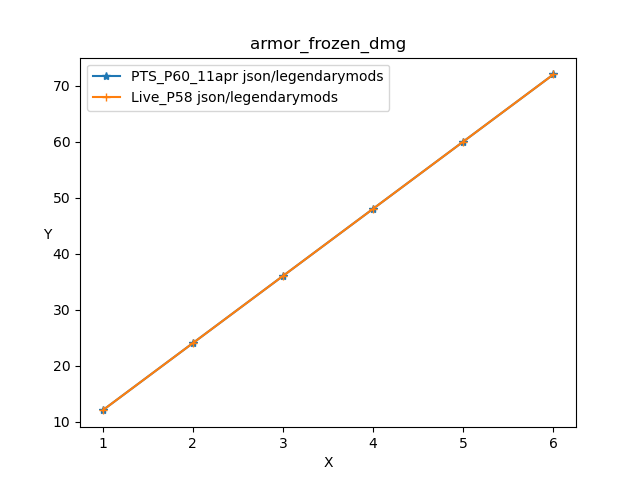 armor_frozen_dmg
PTS_P60_11apr json/legendarymods
Live_P58 json/legendarymods
70
60
50
Y
40
30
20
10
1 2 3 4 5 6
X